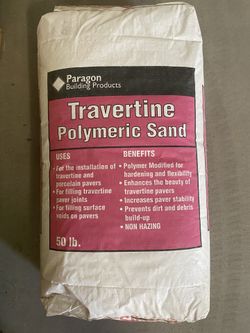 Paragon
Building Products
Travertine
Polymeric Sand
USES
• For the installation of
travertine and
porcelain pavers
• For filling travertine
saver joints
• For filling surface
voids on pavers
BENEFITS
• Polymer Modified for
hardening and flexibility
• Enhances the beauty of
travertine pavers
• Increases paver stability
• Prevents dirt and debris
build-up
• NON HAZING
50 lb.